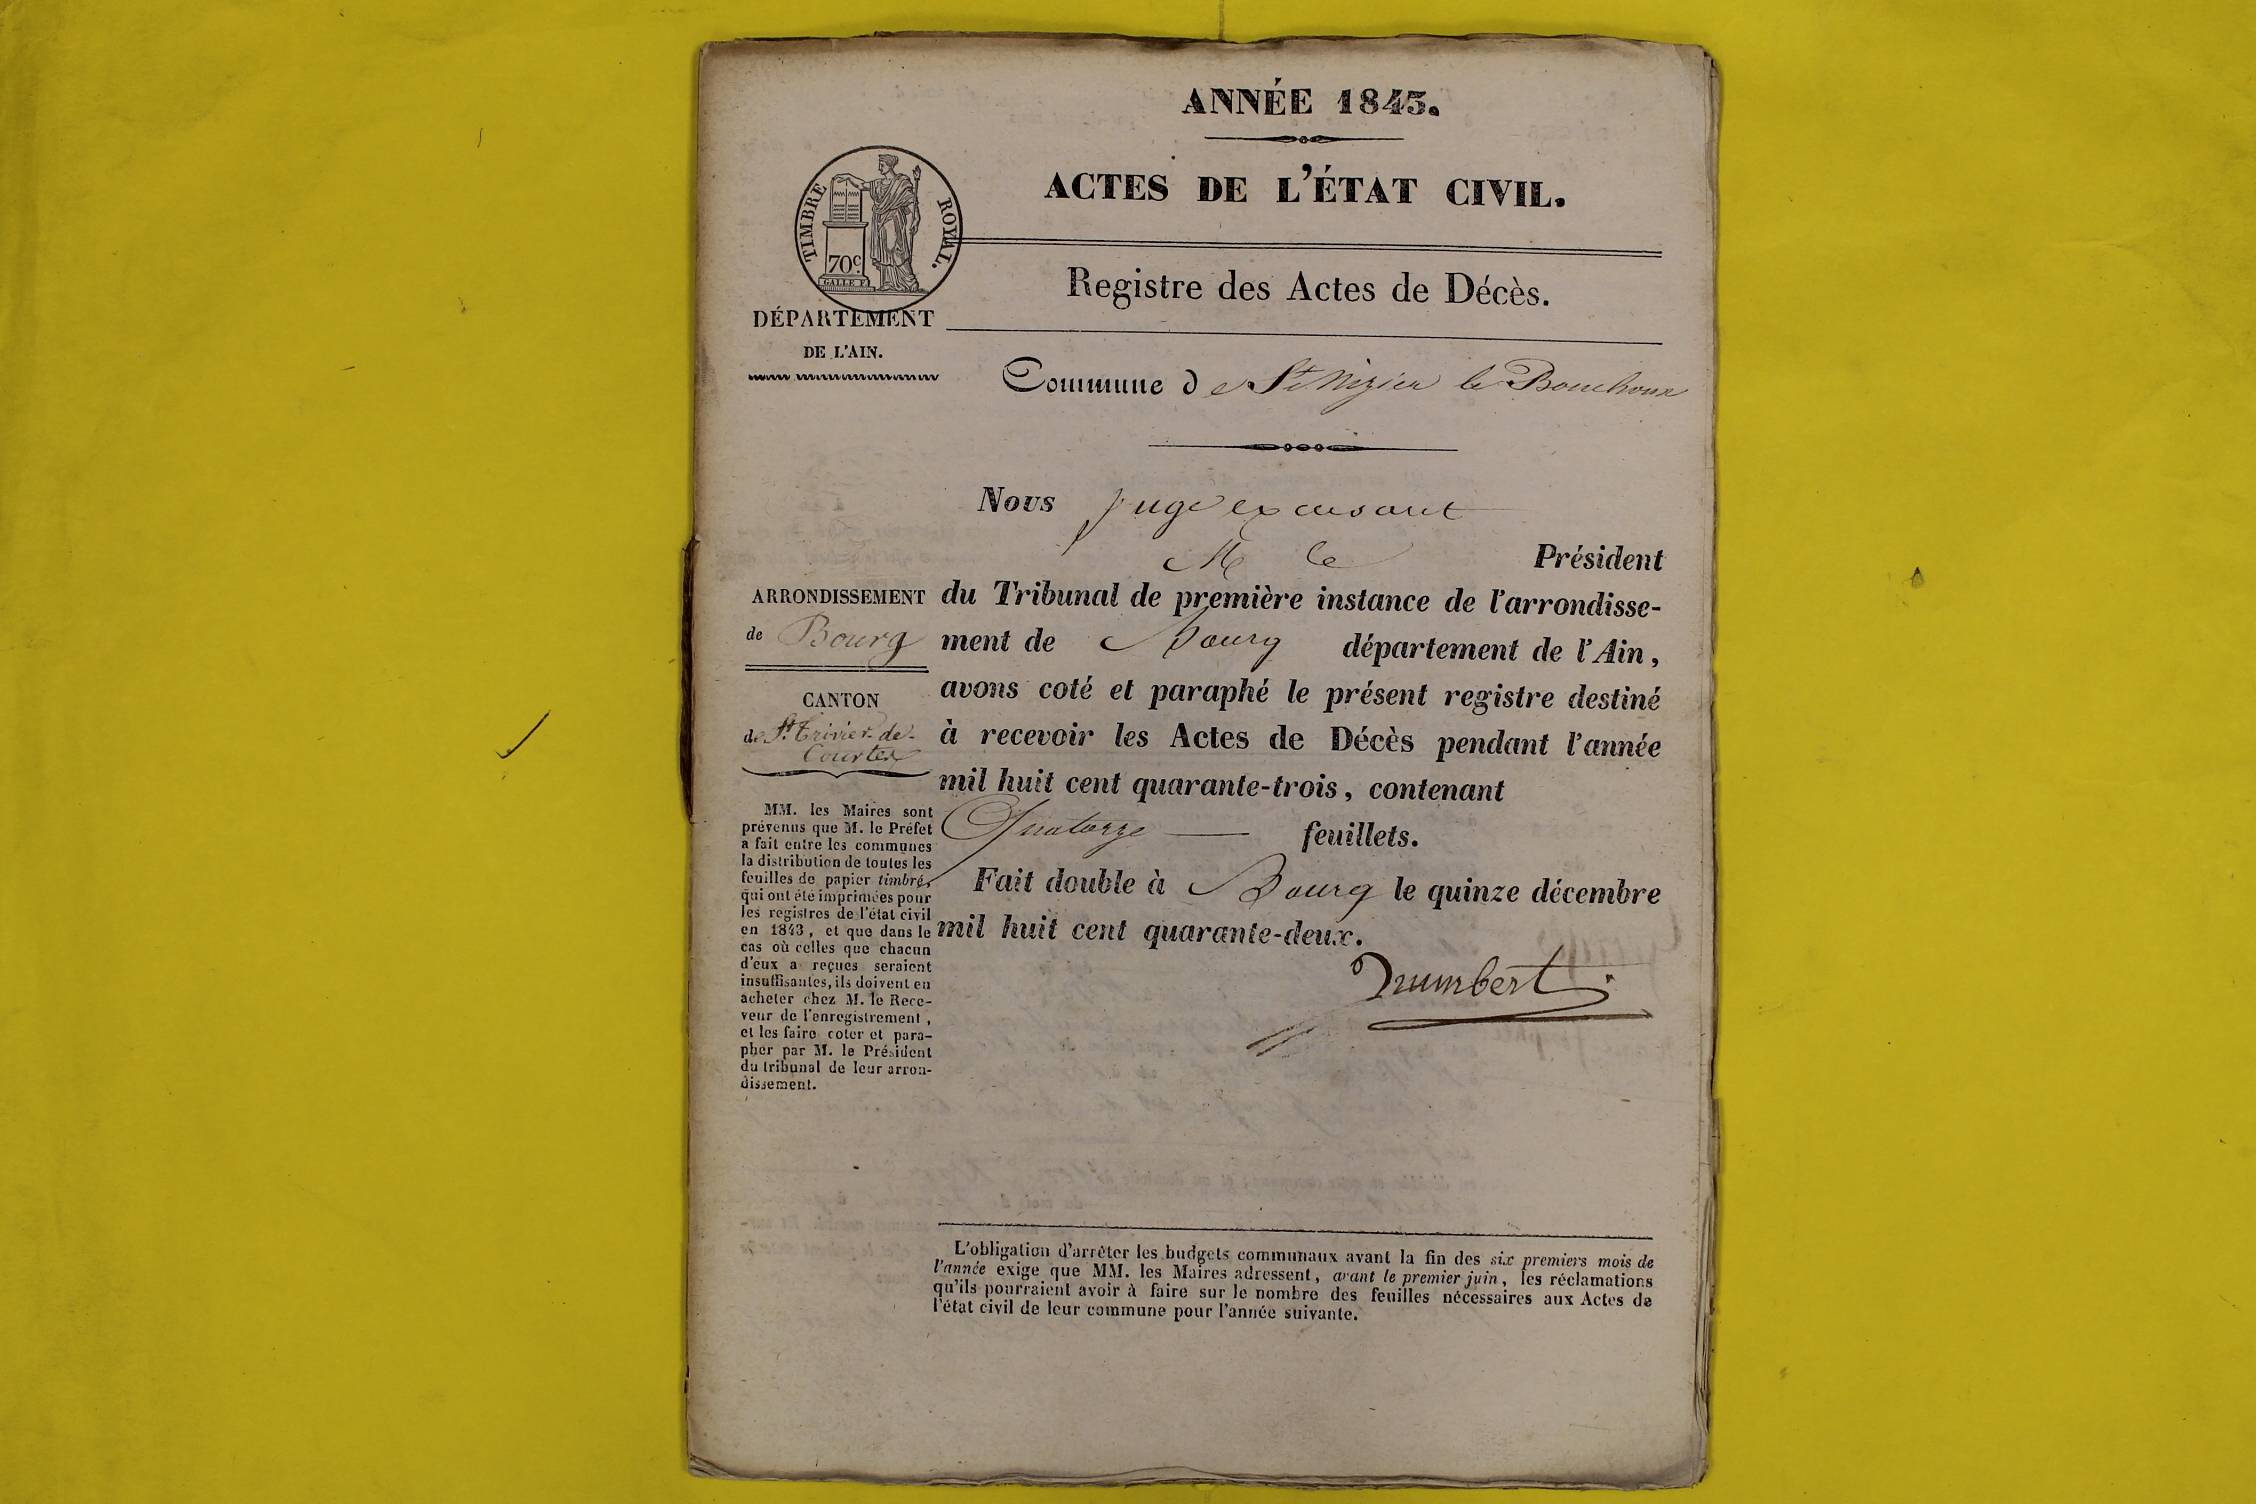 ANNÉE 1843.
ACTES DE L'ÉTAT CIVIL.
TIMBRE ROYAL.
70c.
GALLE F.
Registre des Actes de Décès.
DÉPARTEMENT
DE L'AIN.
Commune de St Nizier le Bouchoux
Nous juge excusant
M le Président
ARRONDISSEMENT
de Bourg
CANTON
de St. Trivier-de-
Courtes
MM. les Maires sont
prévenus que M. le Préfet
a fait entre les communes
la distribution de toutes les
feuilles de papier timbré,
qui ont été imprimées pour
les registres de l'état civil
en 1843, et que dans le
cas où celles que chacun
d'eux a reçues seraient
insuffisantes, ils doivent en
acheter chez M. le Rece-
veur de l'enregistrement,
et les faire coter et para-
pher par M. le Président
du tribunal de leur arron-
dissement.
du Tribunal de première instance de l'arrondisse-
ment de Bourg département de l'Ain,
avons coté et paraphé le présent registre destiné
à recevoir les Actes de Décès pendant l'année
mil huit cent quarante-trois, contenant
Quatorze feuillets.
Fait double à Bourg le quinze décembre
mil huit cent quarante-deux.
L'obligation d'arrêter les budgets communaux avant la fin des six premiers mois de
l'année exige que MM. les Maires adressent, avant le premier juin, les réclamations
qu'ils pourraient avoir à faire sur le nombre des feuilles nécessaires aux Actes de
l'état civil de leur commune pour l'année suivante.